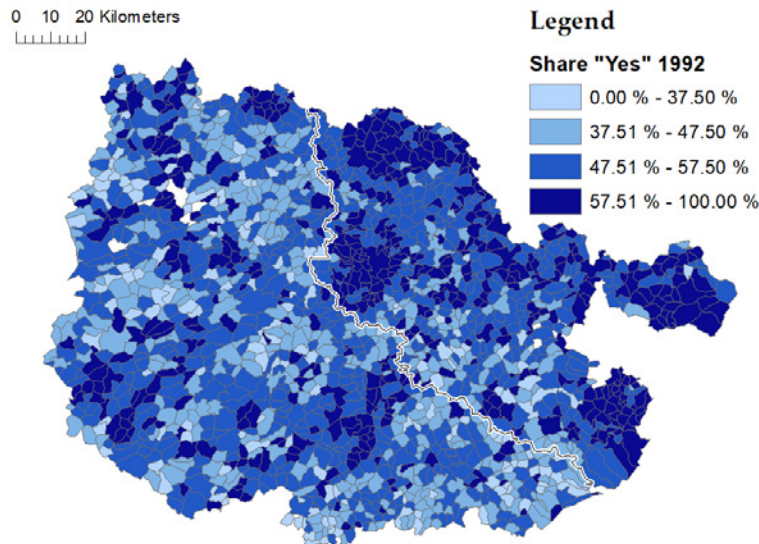 0 10 20 Kilometers
Legend
Share "Yes" 1992
0.00 % - 37.50 %
37.51 % - 47.50 %
47.51 % - 57.50 %
57.51 % - 100.00 %